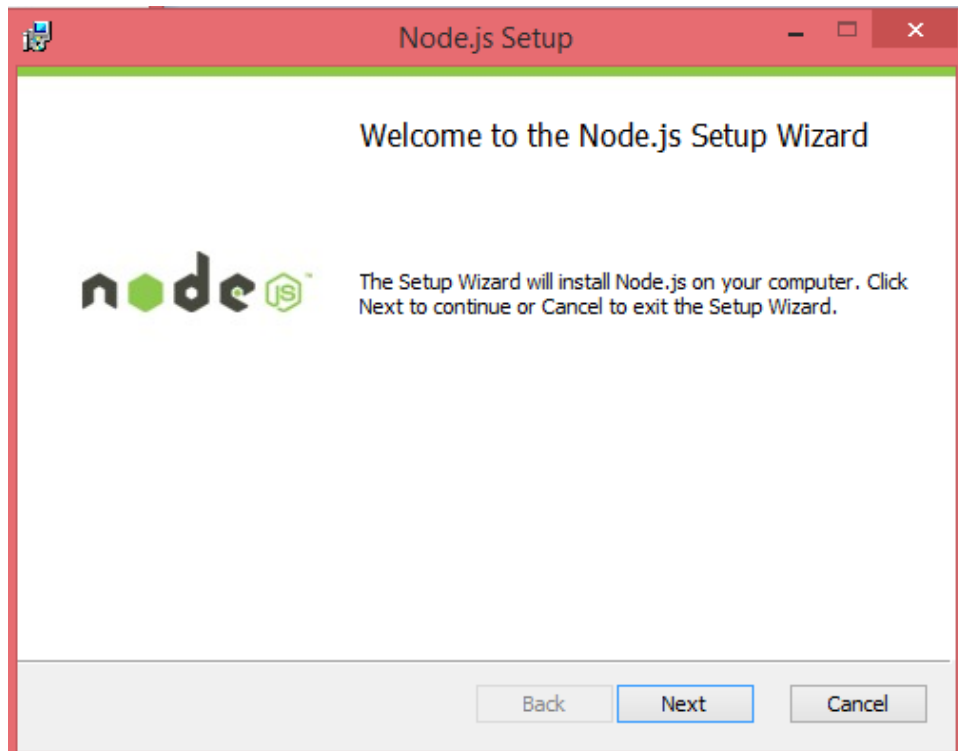 Node.js Setup
Welcome to the Node.js Setup Wizard
node JS ™
The Setup Wizard will install Node.js on your computer. Click
Next to continue or Cancel to exit the Setup Wizard.
Back Next Cancel